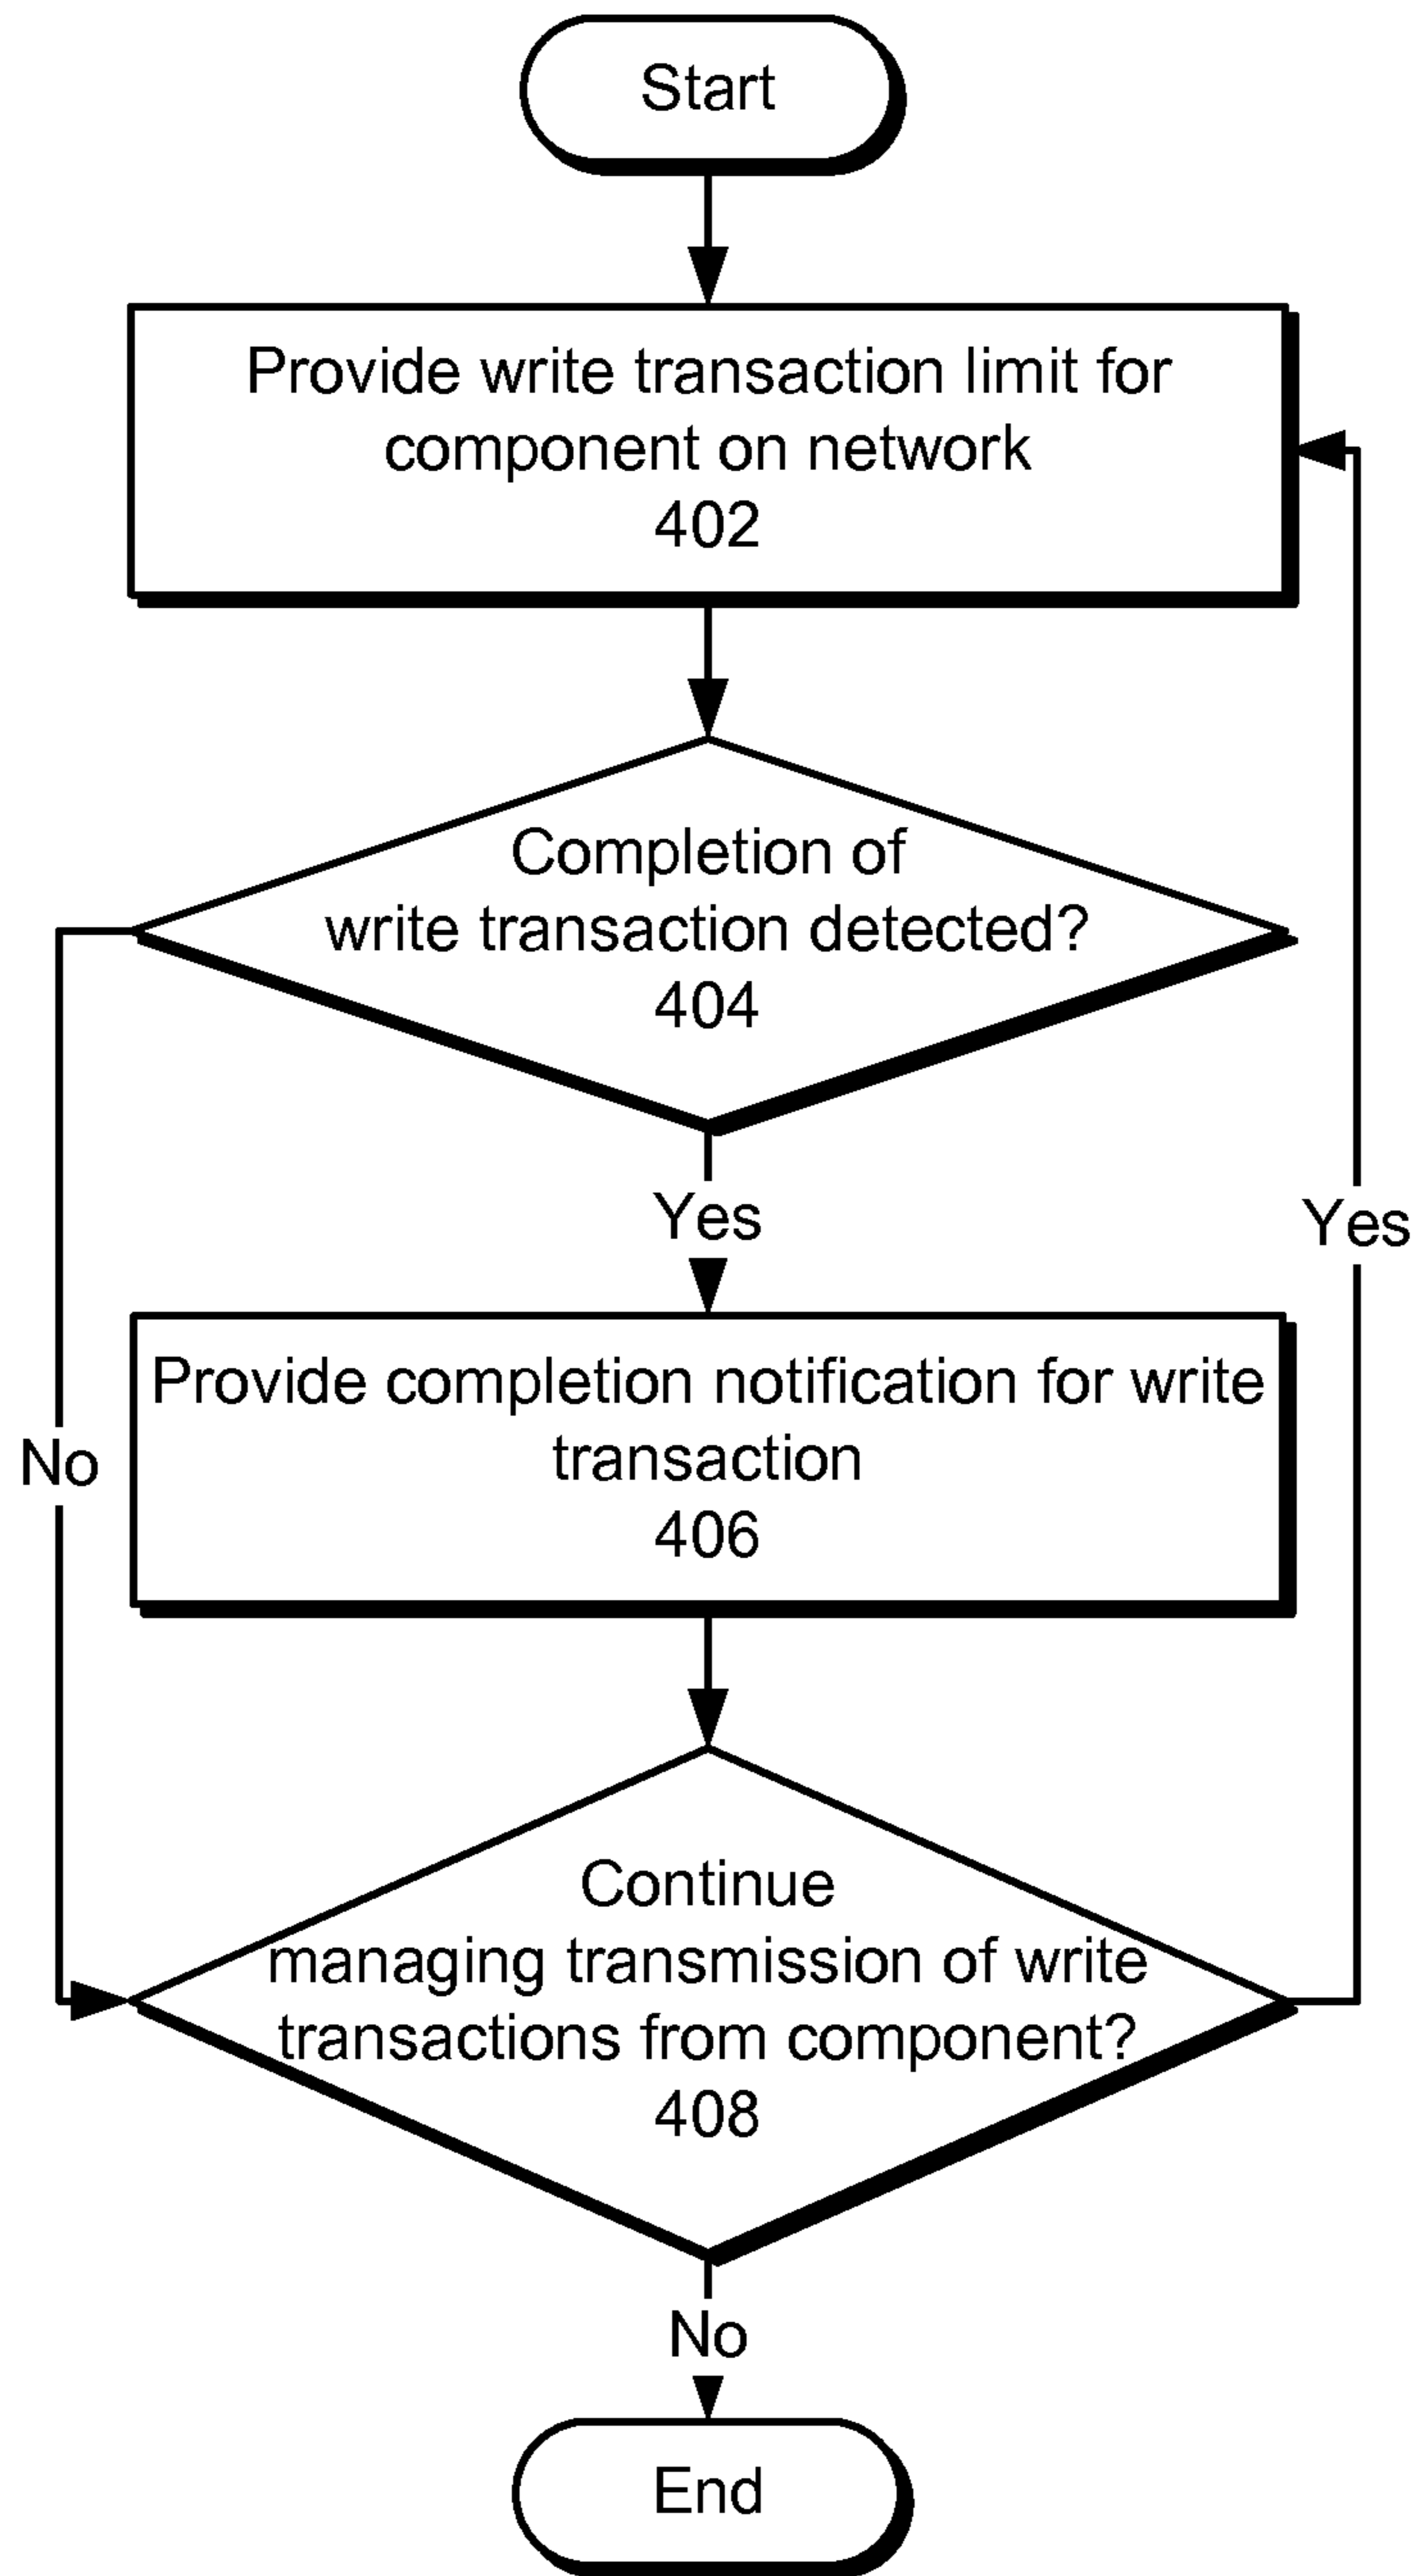 Start
Provide write transaction limit for
component on network
402
Completion of
write transaction detected?
404
Yes
Yes
Provide completion notification for write
transaction
406
No
Continue
managing transmission of write
transactions from component?
408
No
End